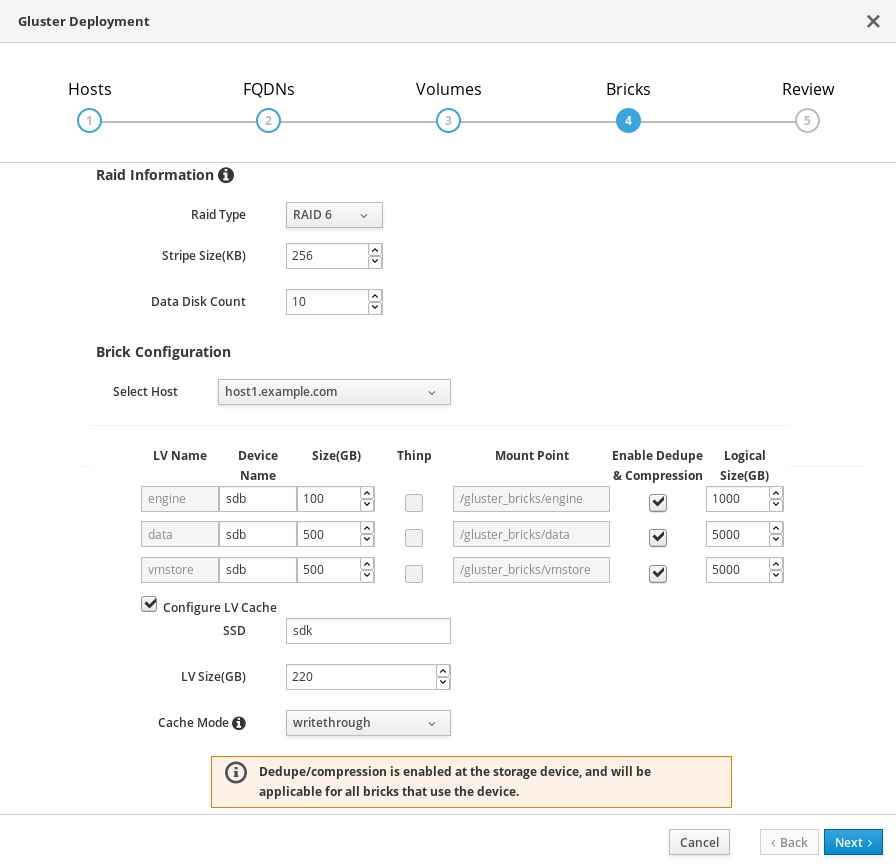 Gluster Deployment
Hosts FQDNs Volumes Bricks Review
1 2 3 4 5
Raid Information
Raid Type RAID 6
Stripe Size(KB) 256
Data Disk Count 10
Brick Configuration
Select Host host1.example.com
LV Name Device Size(GB) Thinp Mount Point Enable Dedupe Logical
Name & Compression Size(GB)
engine sdb 100 /gluster_bricks/engine 1000
data sdb 500 /gluster_bricks/data 5000
vmstore sdb 500 /gluster_bricks/vmstore 5000
Configure LV Cache
SSD sdk
LV Size(GB) 220
Cache Mode writethrough
Dedupe/compression is enabled at the storage device, and will be
applicable for all bricks that use the device.
Cancel < Back Next >